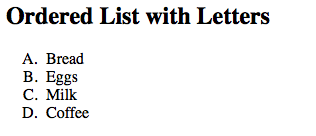 Ordered List with Letters
A. Bread
B. Eggs
C. Milk
D. Coffee